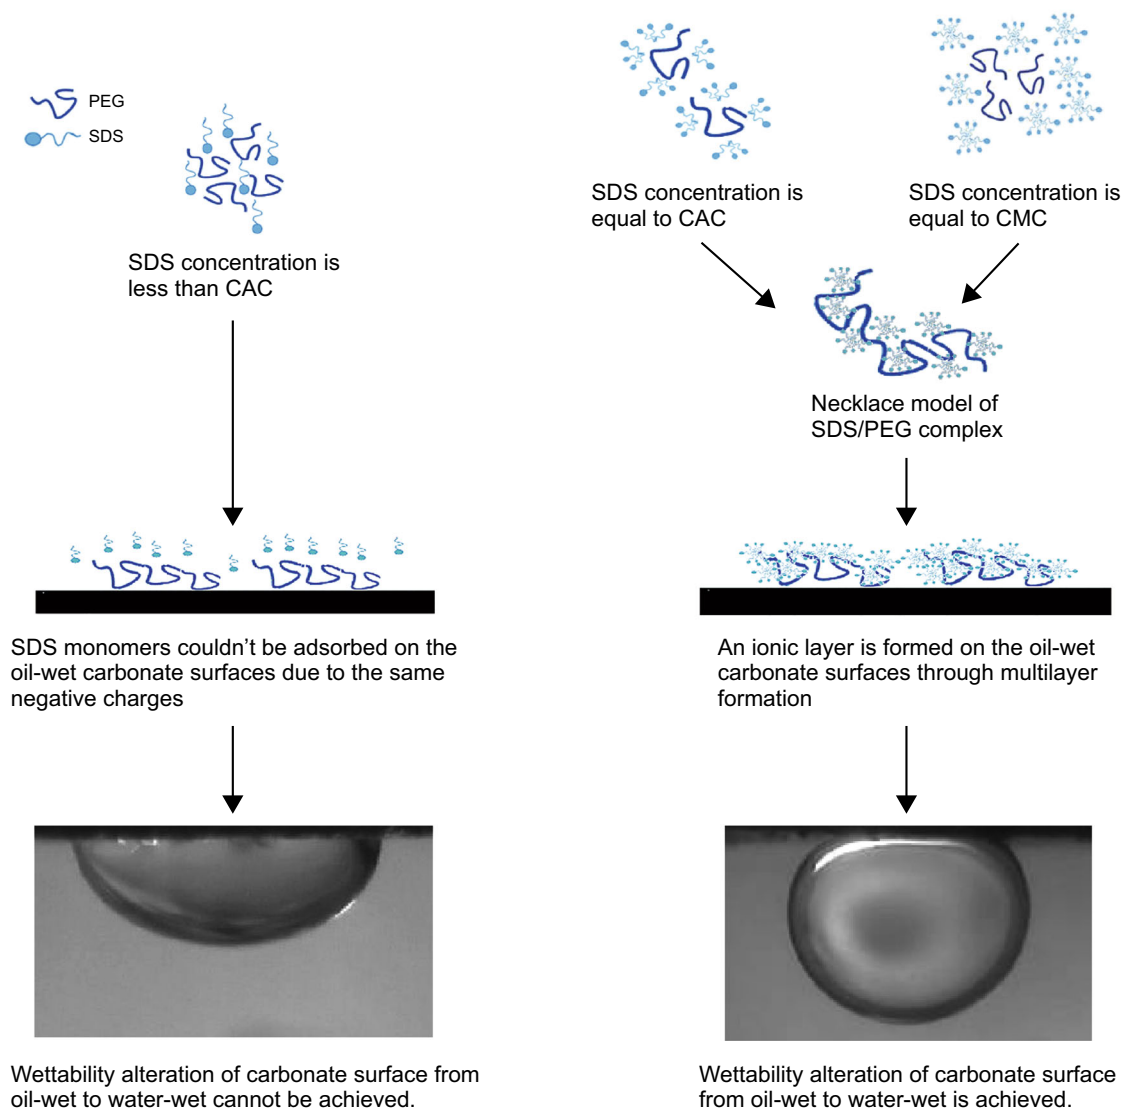 PEG
SDS
SDS concentration is
less than CAC
SDS concentration is
equal to CAC
SDS concentration is
equal to CMC
Necklace model of
SDS/PEG complex
SDS monomers couldn’t be adsorbed on the
oil-wet carbonate surfaces due to the same
negative charges
An ionic layer is formed on the oil-wet
carbonate surfaces through multilayer
formation
Wettability alteration of carbonate surface from
oil-wet to water-wet cannot be achieved.
Wettability alteration of carbonate surface
from oil-wet to water-wet is achieved.